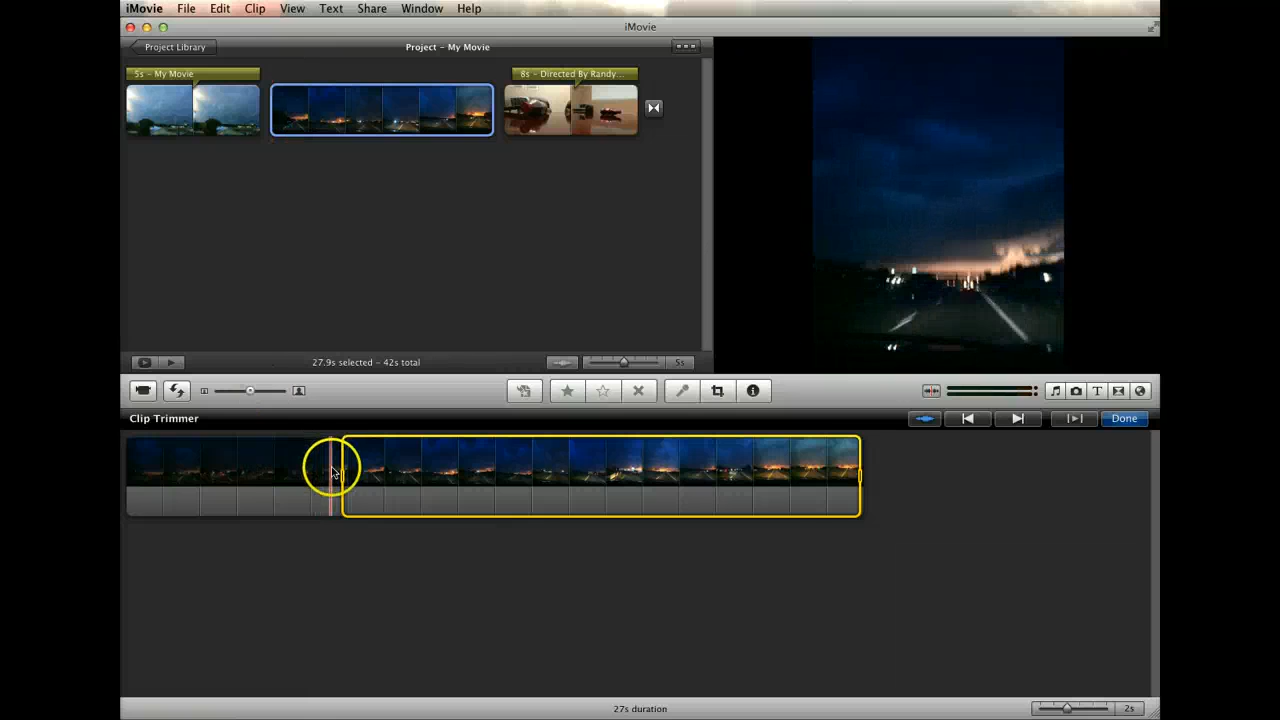 iMovie File Edit Clip View Text Share Window Help
iMovie
Project Library
Project - My Movie
5s - My Movie
8s - Directed By Randy...
27.9s selected - 42s total
5s
Clip Trimmer
Done
27s duration
2s